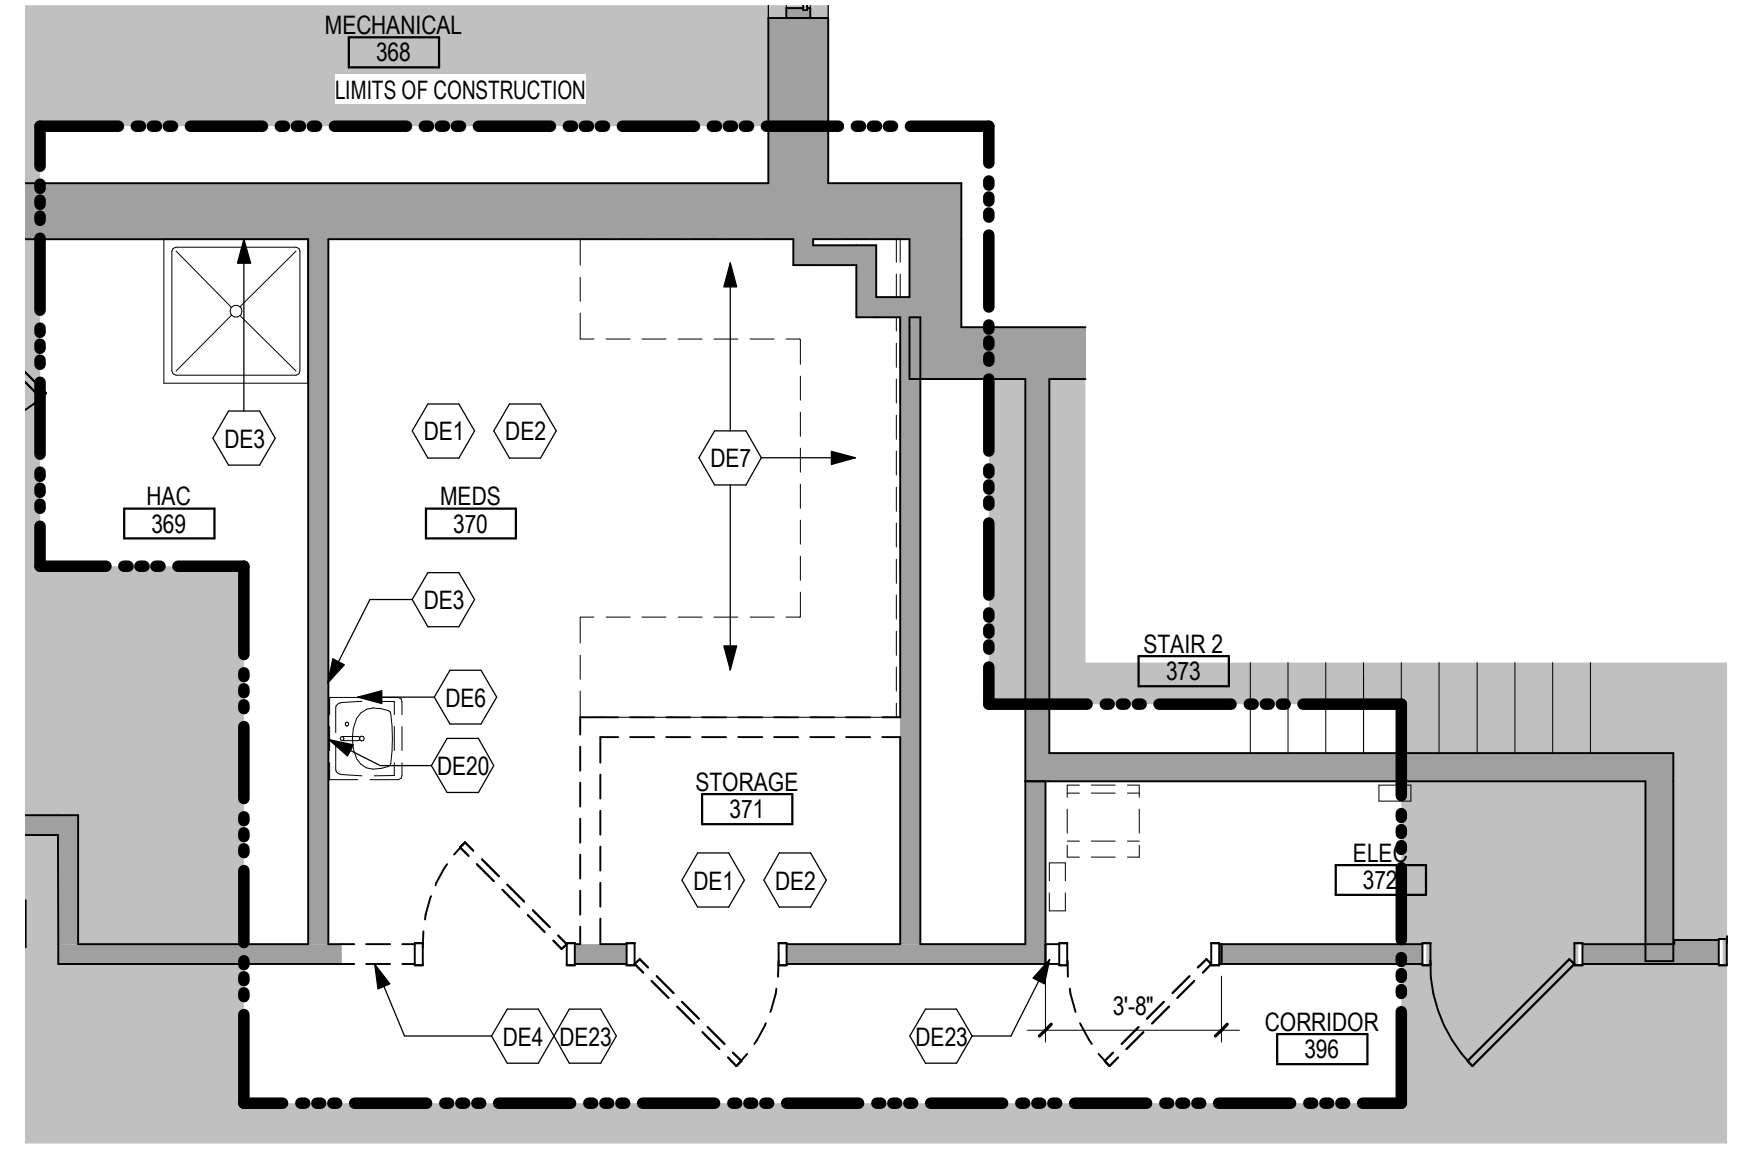 MECHANICAL
368
LIMITS OF CONSTRUCTION
DE3
DE1
DE2
DE7
HAC
369
MEDS
370
DE3
STAIR 2
373
DE6
DE20
STORAGE
371
DE1
DE2
ELEC
372
3'-8"
DE4
DE23
DE23
CORRIDOR
396